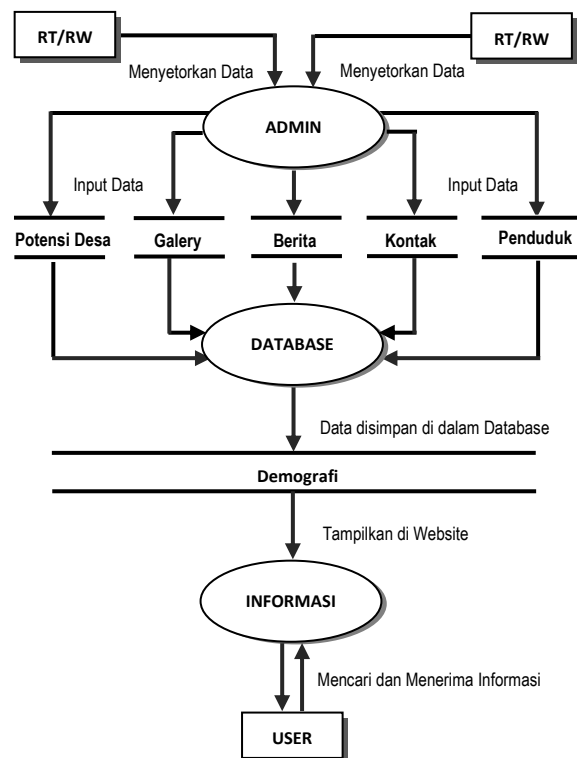 RT/RW
RT/RW
Menyetorkan Data
Menyetorkan Data
ADMIN
Input Data
Input Data
Potensi Desa
Galery
Berita
Kontak
Penduduk
DATABASE
Data disimpan di dalam Database
Demografi
Tampilkan di Website
INFORMASI
Mencari dan Menerima Informasi
USER